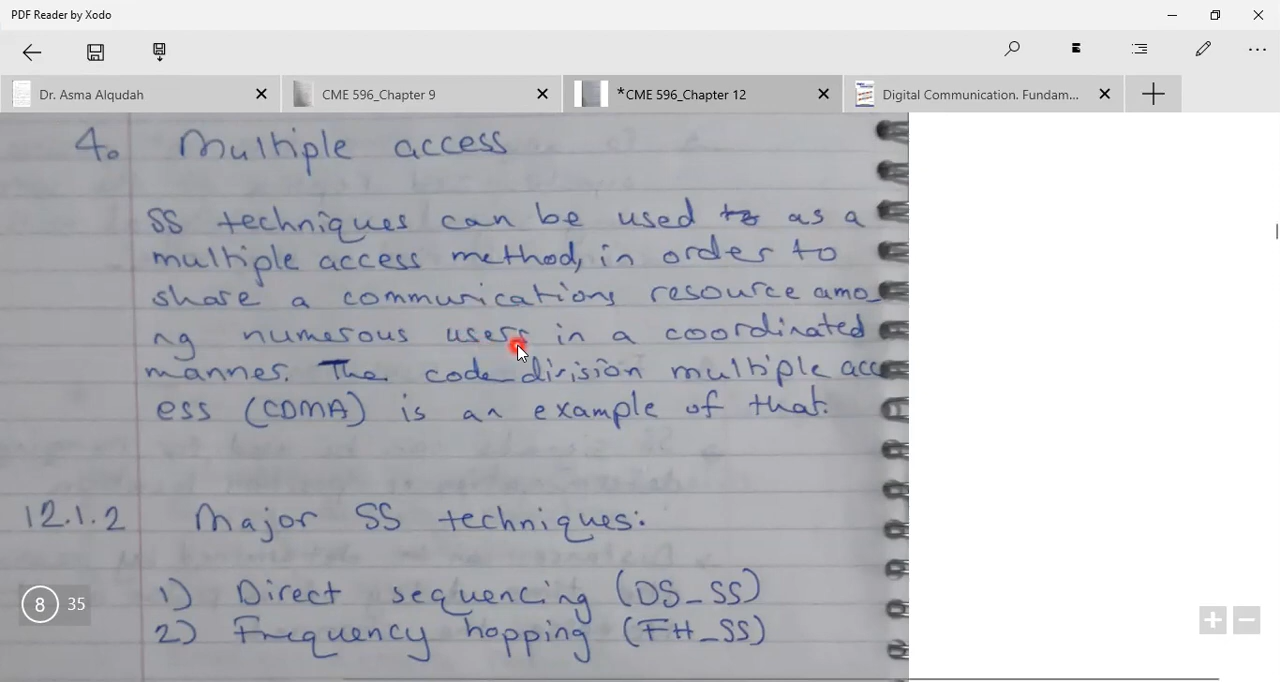 PDF Reader by Xodo
Dr. Asma Alqudah
CME 596_Chapter 9
*CME 596_Chapter 12
Digital Communication. Fundam...
4. Multiple access
SS techniques can be used as a
multiple access method, in order to
share a communications resource amo_
ng numerous users in a coordinated
manner. The code-division multiple acc
ess (CDMA) is an example of that.
12.1.2 Major SS techniques:
1) Direct sequencing (DS_SS)
2) Frequency hopping (FH_SS)
8 35